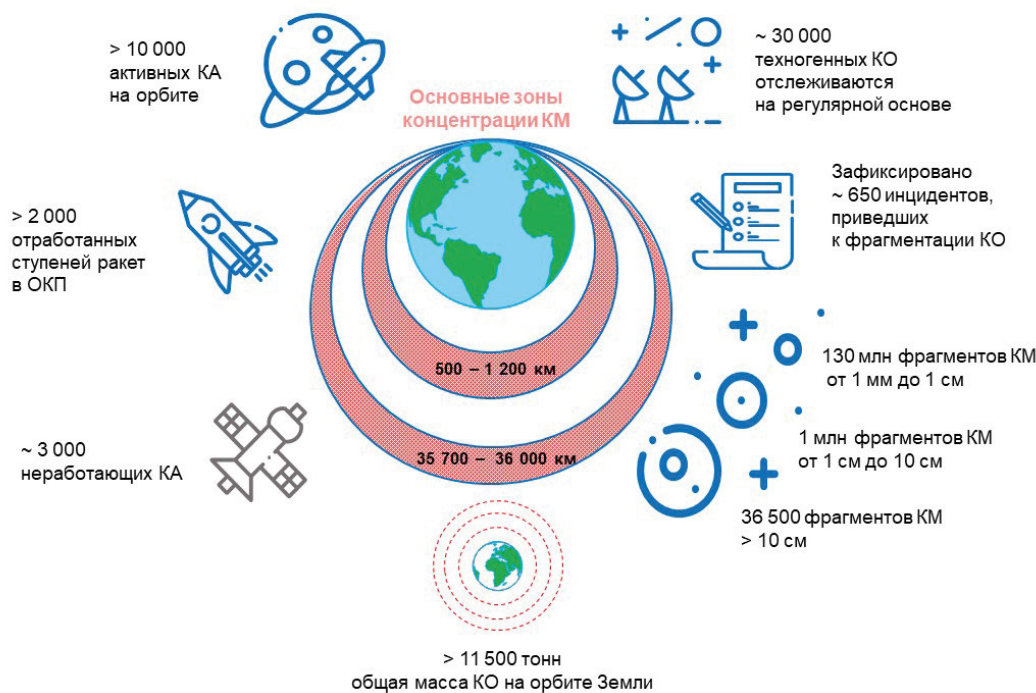 > 10 000
активных КА
на орбите
Основные зоны
концентрации КМ
~ 30 000
техногенных КО
отслеживаются
на регулярной основе
> 2 000
отработанных
ступеней ракет
в ОКП
Зафиксировано
~ 650 инцидентов,
приведших
к фрагментации КО
500 – 1 200 км
130 млн фрагментов КМ
от 1 мм до 1 см
~ 3 000
неработающих КА
35 700 – 36 000 км
1 млн фрагментов КМ
от 1 см до 10 см
36 500 фрагментов КМ
> 10 см
> 11 500 тонн
общая масса КО на орбите Земли